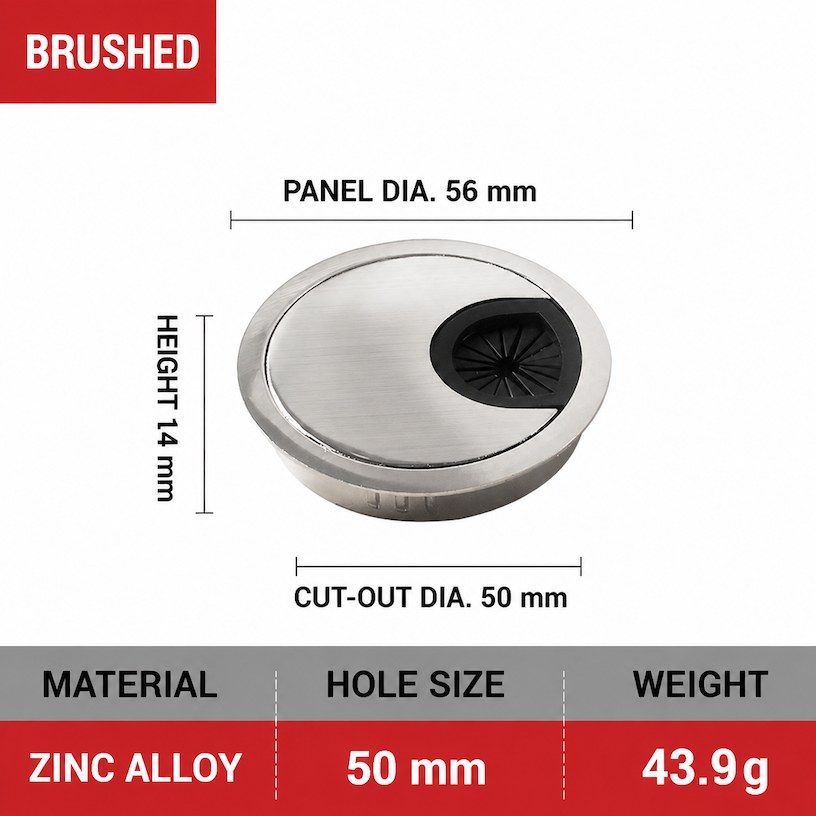 BRUSHED
PANEL DIA. 56 mm
HEIGHT 14 mm
CUT-OUT DIA. 50 mm
MATERIAL HOLE SIZE WEIGHT
ZINC ALLOY 50 mm 43.9g